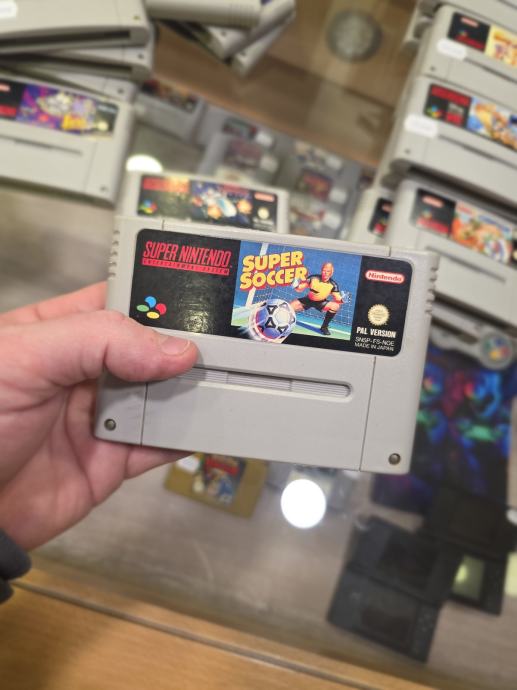 SUPER NINTENDO
ENTERTAINMENT SYSTEM
SUPER
SOCCER
Nintendo
PAL VERSION
SNSP-FS-NOE
MADE IN JAPAN